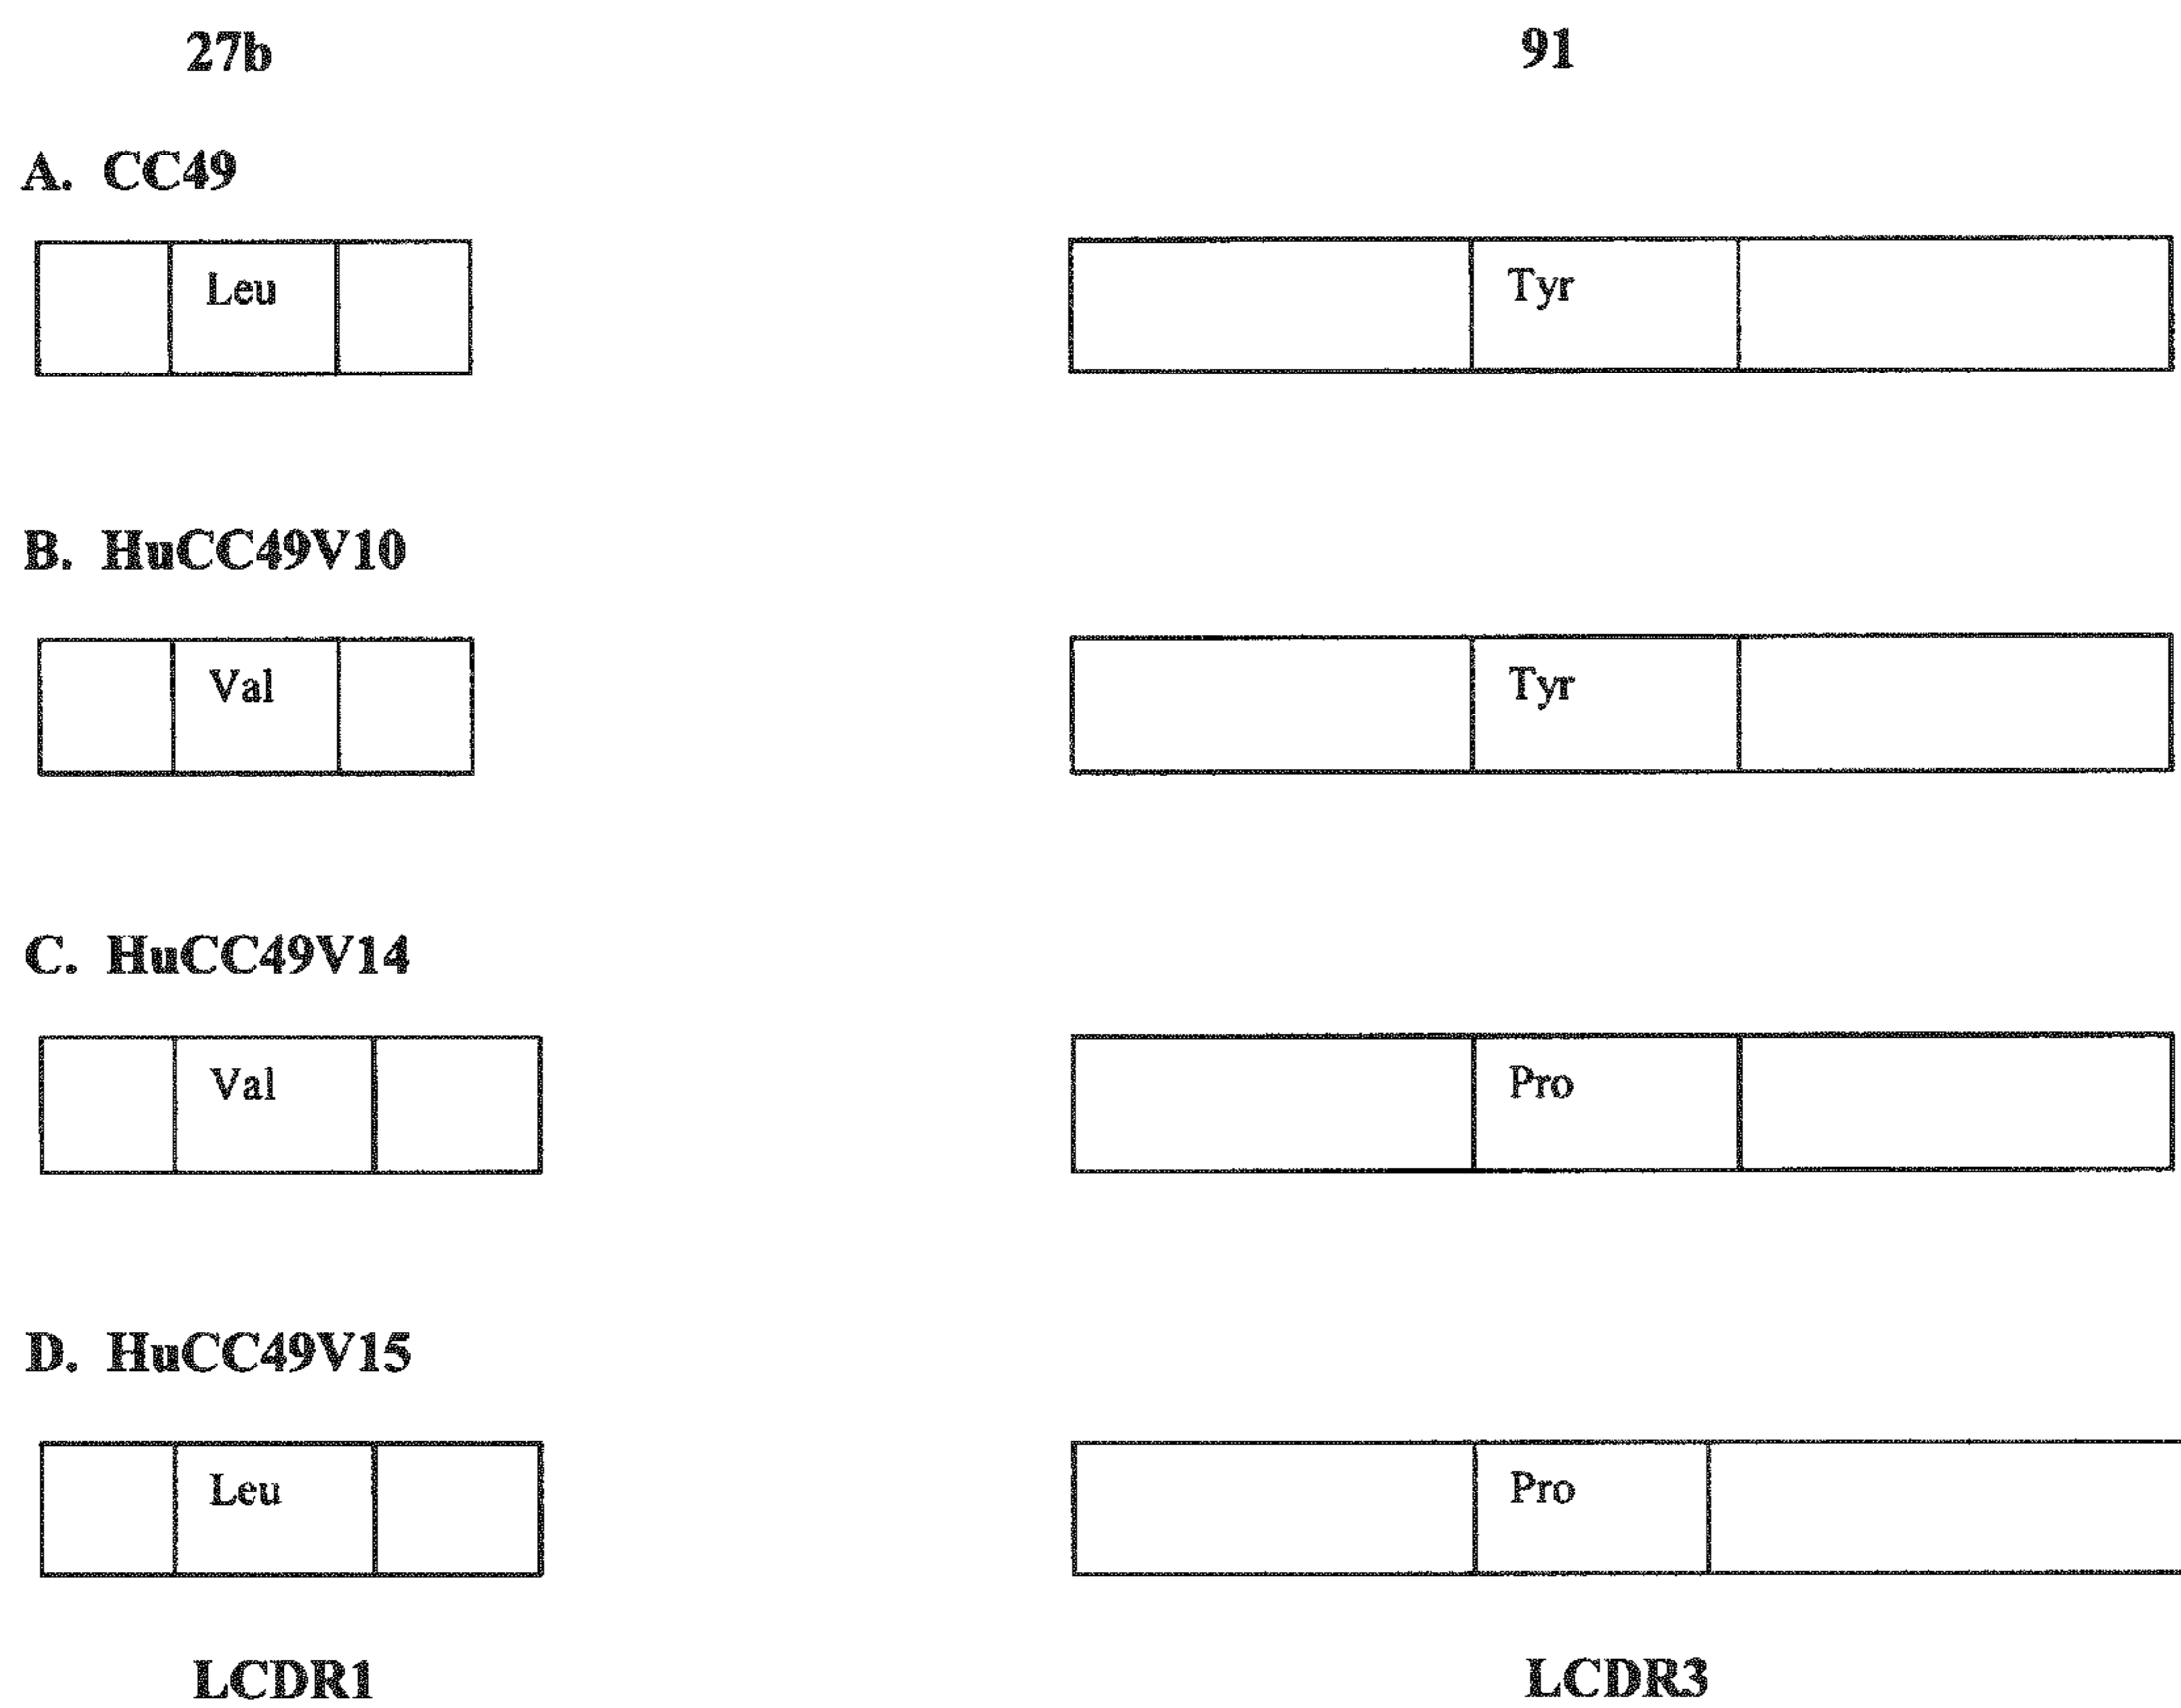 27b 91
A. CC49
Leu Tyr
B. HuCC49V10
Val Tyr
C. HuCC49V14
Val Pro
D. HuCC49V15
Leu Pro
LCDR1 LCDR3